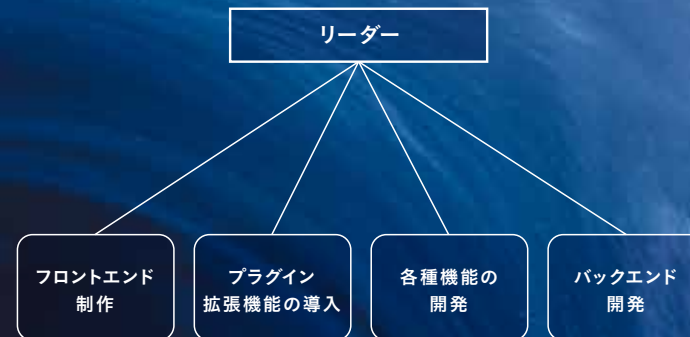 リーダー
フロントエンド
制作
プラグイン
拡張機能の導入
各種機能の
開発
バックエンド
開発